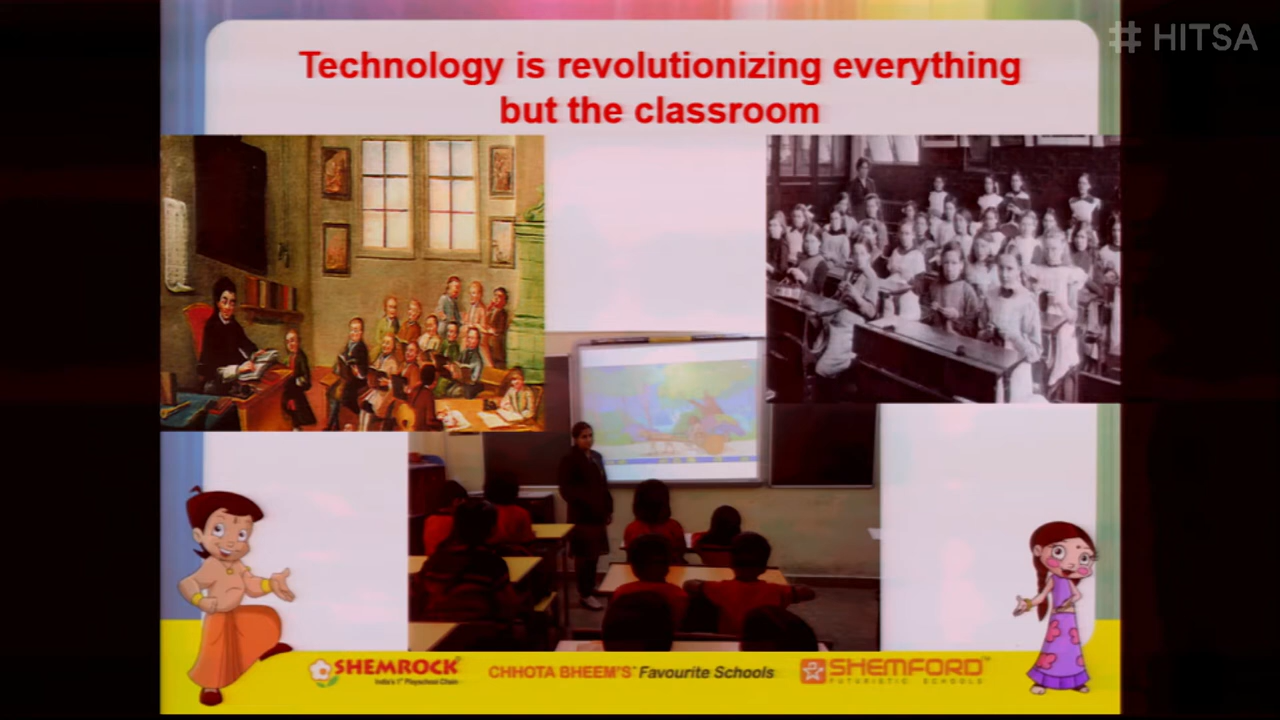 # HITSA
Technology is revolutionizing everything
but the classroom
SHEMROCK
India's 1st Playschool Chain
CHHOTA BHEEM'S Favourite Schools
SHEMFORD™
FUTURISTIC SCHOOLS